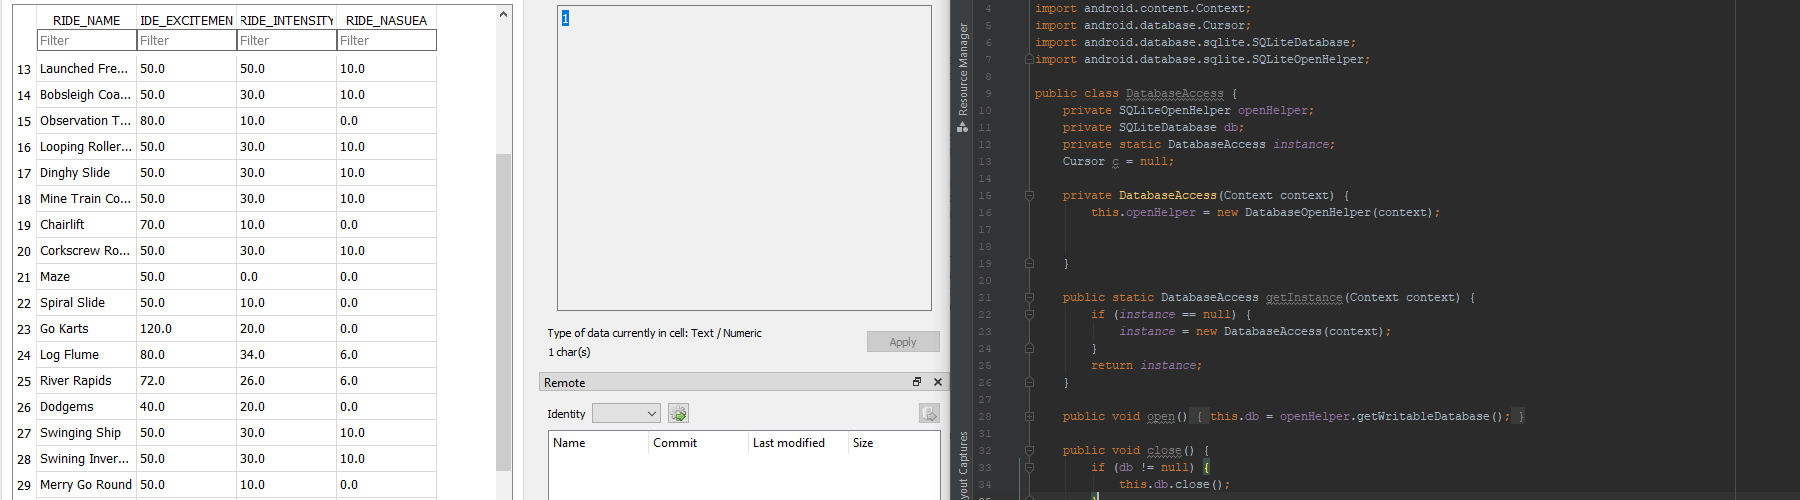 RIDE_NAME IDE_EXCITEMEN RIDE_INTENSITY RIDE_NASUEA
Filter Filter Filter Filter
13 Launched Fre... 50.0 50.0 10.0
14 Bobsleigh Coa... 50.0 30.0 10.0
15 Observation T... 80.0 10.0 0.0
16 Looping Roller... 50.0 30.0 10.0
17 Dinghy Slide 50.0 30.0 10.0
18 Mine Train Co... 50.0 30.0 10.0
19 Chairlift 70.0 10.0 0.0
20 Corkscrew Ro... 50.0 30.0 10.0
21 Maze 50.0 0.0 0.0
22 Spiral Slide 50.0 10.0 0.0
23 Go Karts 120.0 20.0 0.0
24 Log Flume 80.0 34.0 6.0
25 River Rapids 72.0 26.0 6.0
26 Dodgems 40.0 20.0 0.0
27 Swinging Ship 50.0 30.0 10.0
28 Swining Inver... 50.0 30.0 10.0
29 Merry Go Round 50.0 10.0 0.0
1
Type of data currently in cell: Text / Numeric
1 char(s)
Apply
Remote
Identity
Name Commit Last modified Size
Resource Manager
yout Captures
4 import android.content.Context;
5 import android.database.Cursor;
6 import android.database.sqlite.SQLiteDatabase;
7 import android.database.sqlite.SQLiteOpenHelper;
8
9 public class DatabaseAccess {
10 private SQLiteOpenHelper openHelper;
11 private SQLiteDatabase db;
12 private static DatabaseAccess instance;
13 Cursor c = null;
14
15 private DatabaseAccess(Context context) {
16 this.openHelper = new DatabaseOpenHelper(context);
17
18
19 }
20
21 public static DatabaseAccess getInstance(Context context) {
22 if (instance == null) {
23 instance = new DatabaseAccess(context);
24 }
25 return instance;
26 }
27
28 public void open() { this.db = openHelper.getWritableDatabase(); }
31
32 public void close() {
33 if (db != null) {
34 this.db.close();
35 }